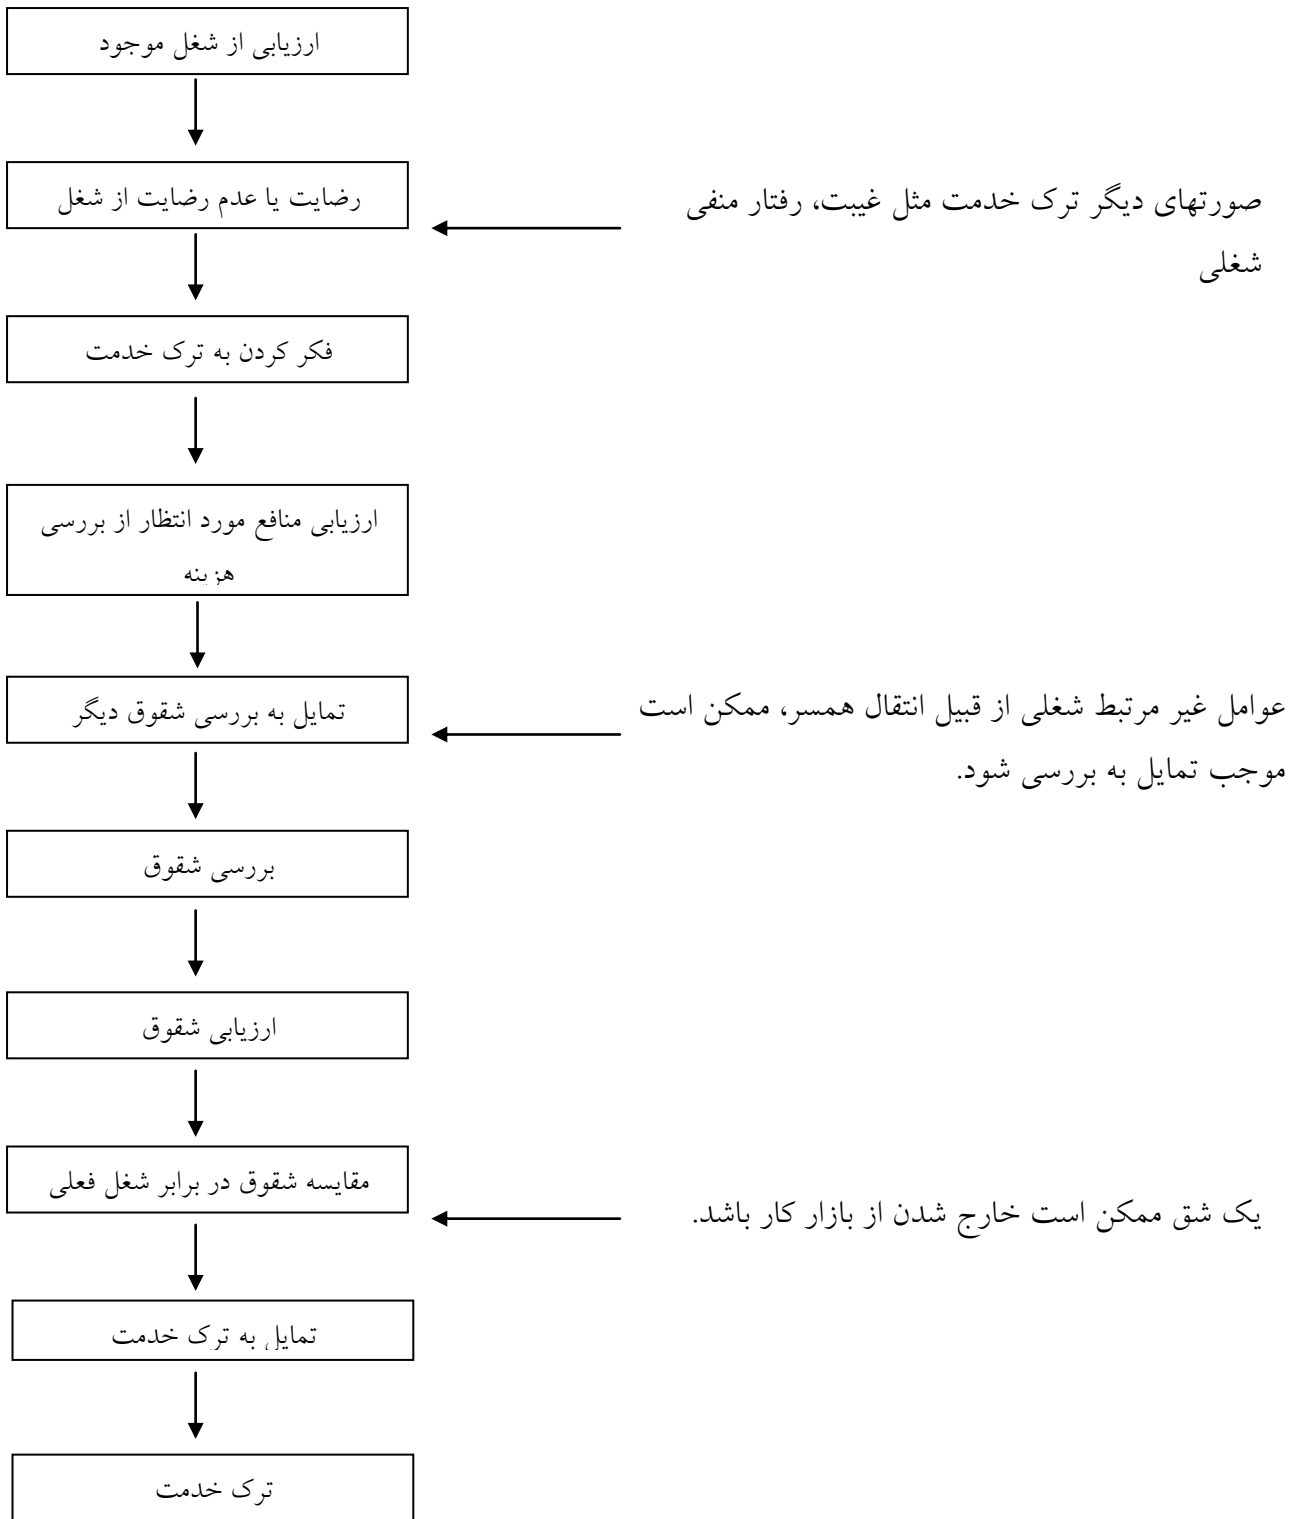 ارزیابی از شغل موجود
رضایت یا عدم رضایت از شغل
صورتهای دیگر ترک خدمت مثل غیبت، رفتار منفی
شغلی
فکر کردن به ترک خدمت
ارزیابی منافع مورد انتظار از بررسی
هزینه
تمایل به بررسی شقوق دیگر
عوامل غیر مرتبط شغلی از قبیل انتقال همسر، ممکن است
موجب تمایل به بررسی شود.
بررسی شقوق
ارزیابی شقوق
مقایسه شقوق در برابر شغل فعلی
یک شق ممکن است خارج شدن از بازار کار باشد.
تمایل به ترک خدمت
ترک خدمت